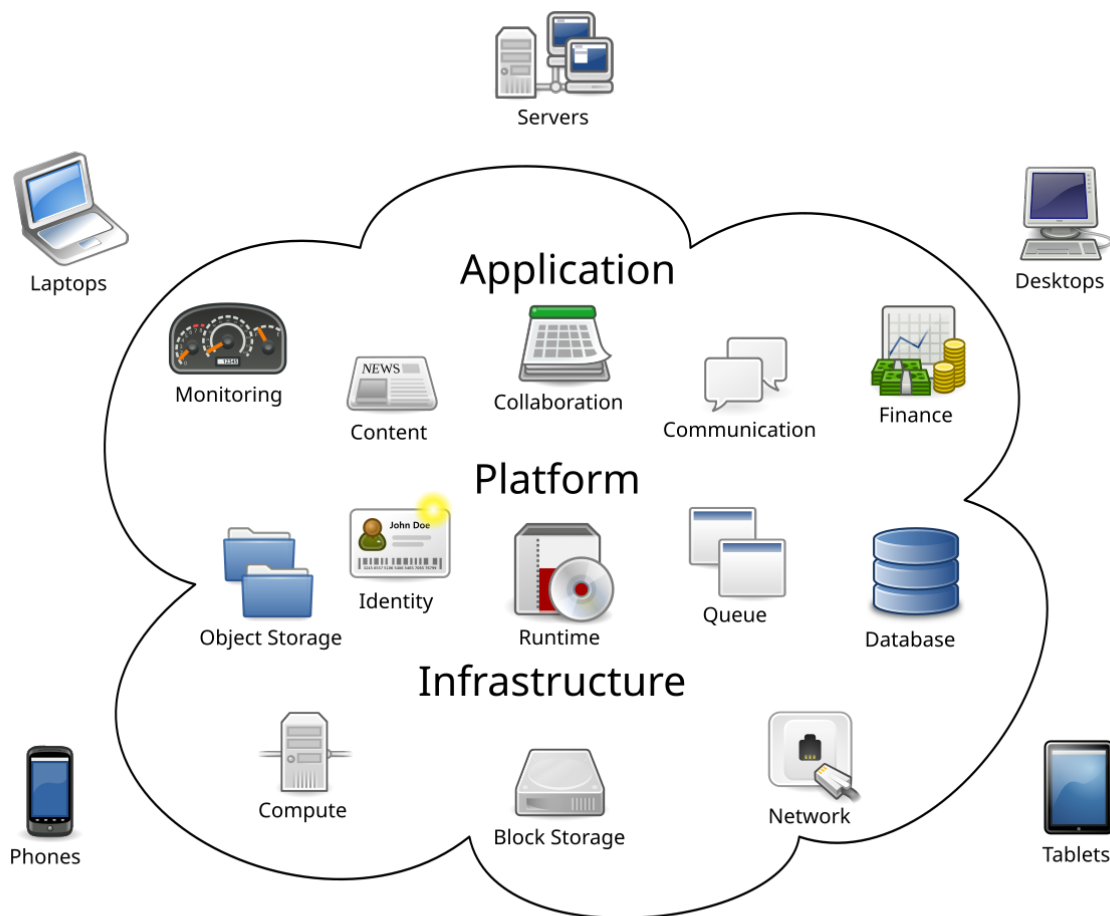 Servers
Laptops
Desktops
Application
Monitoring
NEWS
Content
Collaboration
Communication
Finance
Platform
John Doe
Object Storage
Identity
Runtime
Queue
Database
Infrastructure
Compute
Block Storage
Network
Phones
Tablets